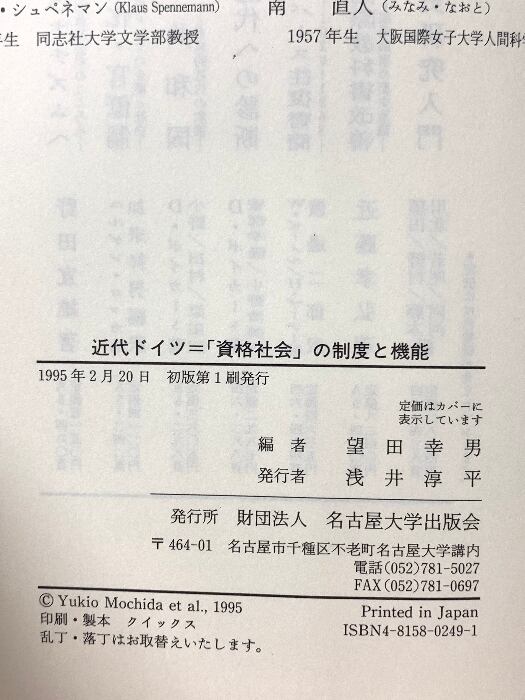 ・シュペネマン(Klaus Spennemann)　南　直人(みなみ・なおと)
年生　同志社大学文学部教授　1957年生　大阪国際女子大学人間科学
近代ドイツ=「資格社会」の制度と機能
1995年2月20日　初版第1刷発行
定価はカバーに
表示しています
編者　望田幸男
発行者　浅井淳平
発行所　財団法人　名古屋大学出版会
〒464-01　名古屋市千種区不老町名古屋大学構内
電話(052)781-5027
FAX(052)781-0697
© Yukio Mochida et al., 1995
Printed in Japan
印刷・製本　クイックス
ISBN4-8158-0249-1
乱丁・落丁はお取替えいたします。